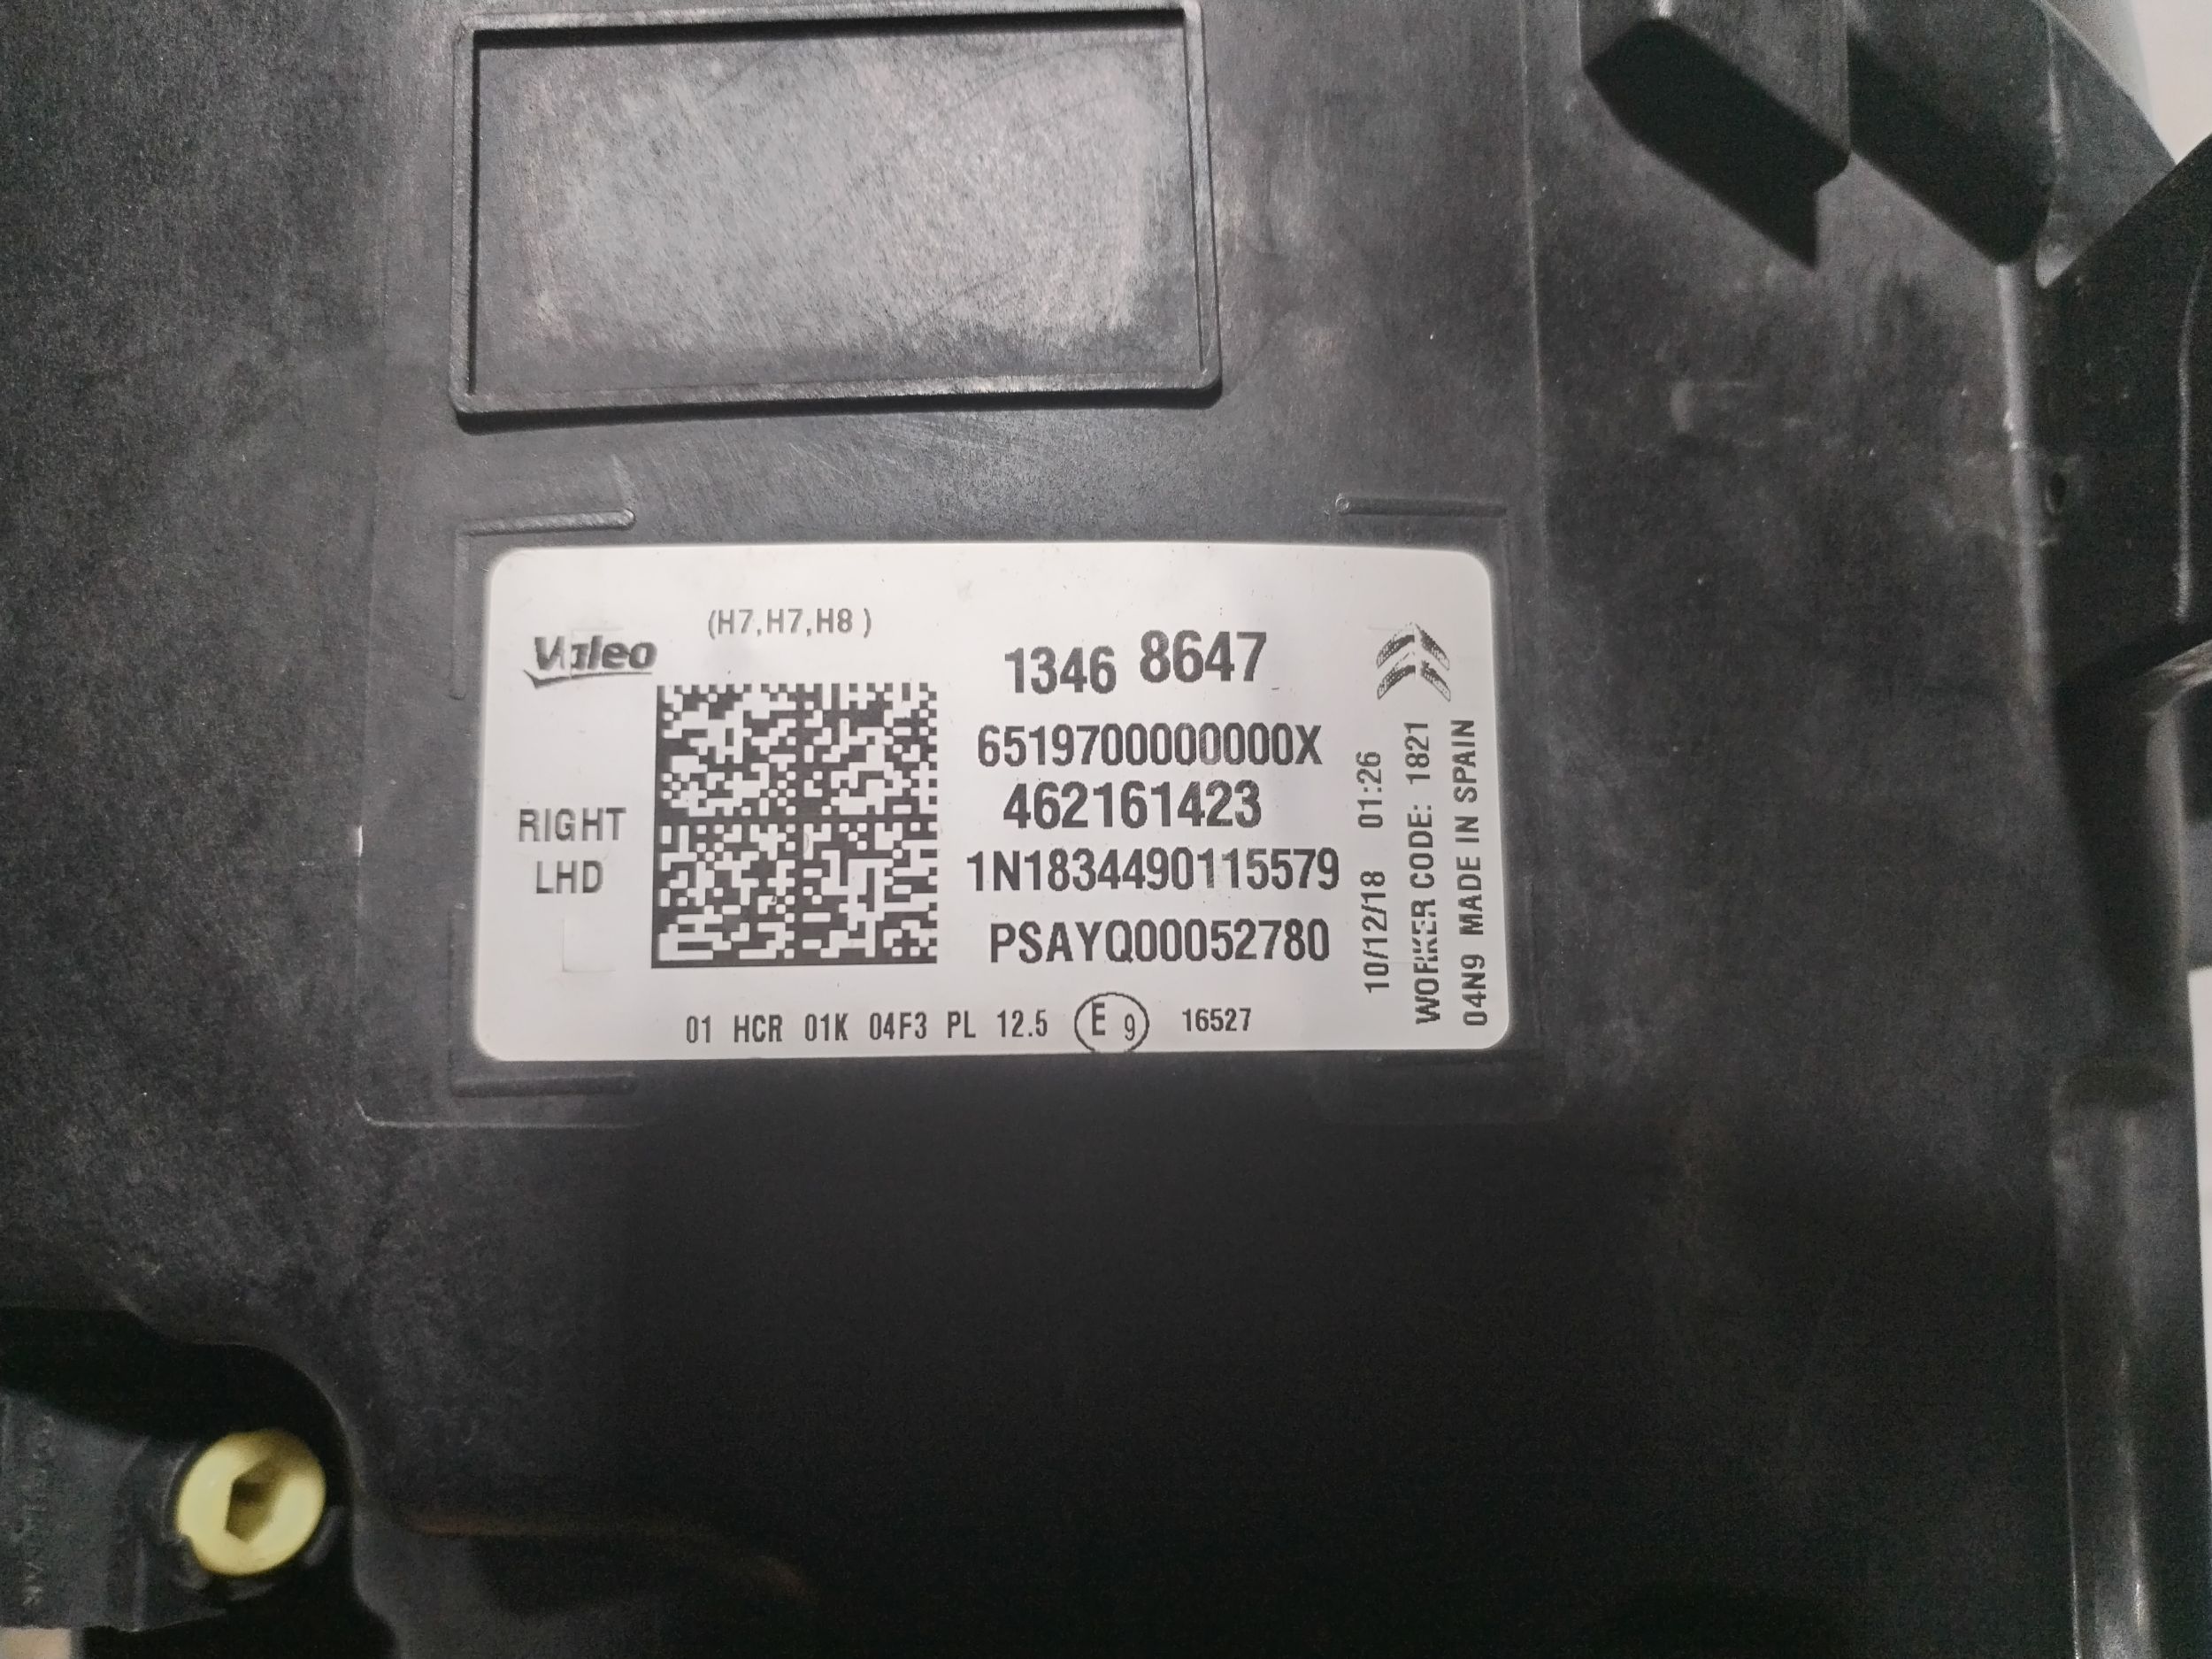 Valeo
(H7,H7,H8 )
1346 8647
6519700000000X
462161423
1N1834490115579
PSAYQ00052780
RIGHT
LHD
01 HCR 01K 04F3 PL 12.5 E 9 16527
10/12/18 01:26
WORKER CODE: 1821
04N9 MADE IN SPAIN